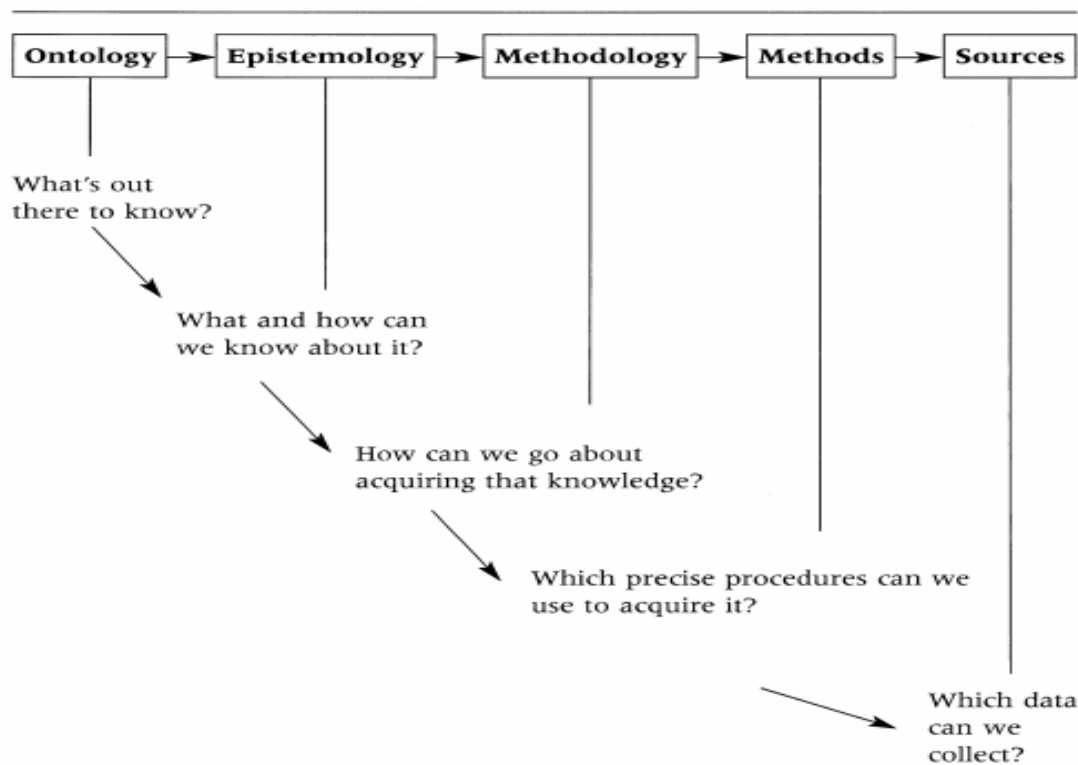 Ontology Epistemology Methodology Methods Sources
What's out
there to know?
What and how can
we know about it?
How can we go about
acquiring that knowledge?
Which precise procedures can we
use to acquire it?
Which data
can we
collect?